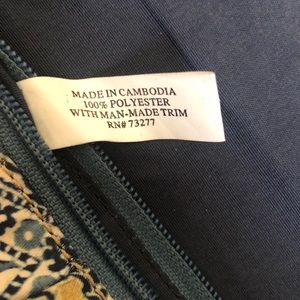 MADE IN CAMBODIA
100% POLYESTER
WITH MAN-MADE TRIM
RN# 73277